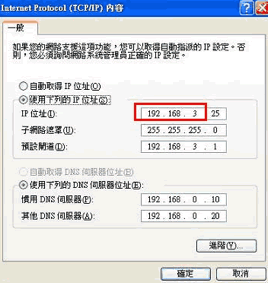 Internet Protocol (TCP/IP) 內容
一般
如果您的網路支援這項功能，您可以取得自動指派的 IP 設定。否
則，您必須詢問網路系統管理員正確的 IP 設定。
自動取得 IP 位址(O)
使用下列的 IP 位址(S)
IP 位址(I): 192 . 168 . 3 . 25
子網路遮罩(U): 255 . 255 . 255 . 0
預設閘道(D): 192 . 168 . 3 . 1
自動取得 DNS 伺服器位址(B)
使用下列的 DNS 伺服器位址(E):
慣用 DNS 伺服器(P): 192 . 168 . 0 . 10
其他 DNS 伺服器(A): 192 . 168 . 0 . 20
進階(V)...
確定 取消